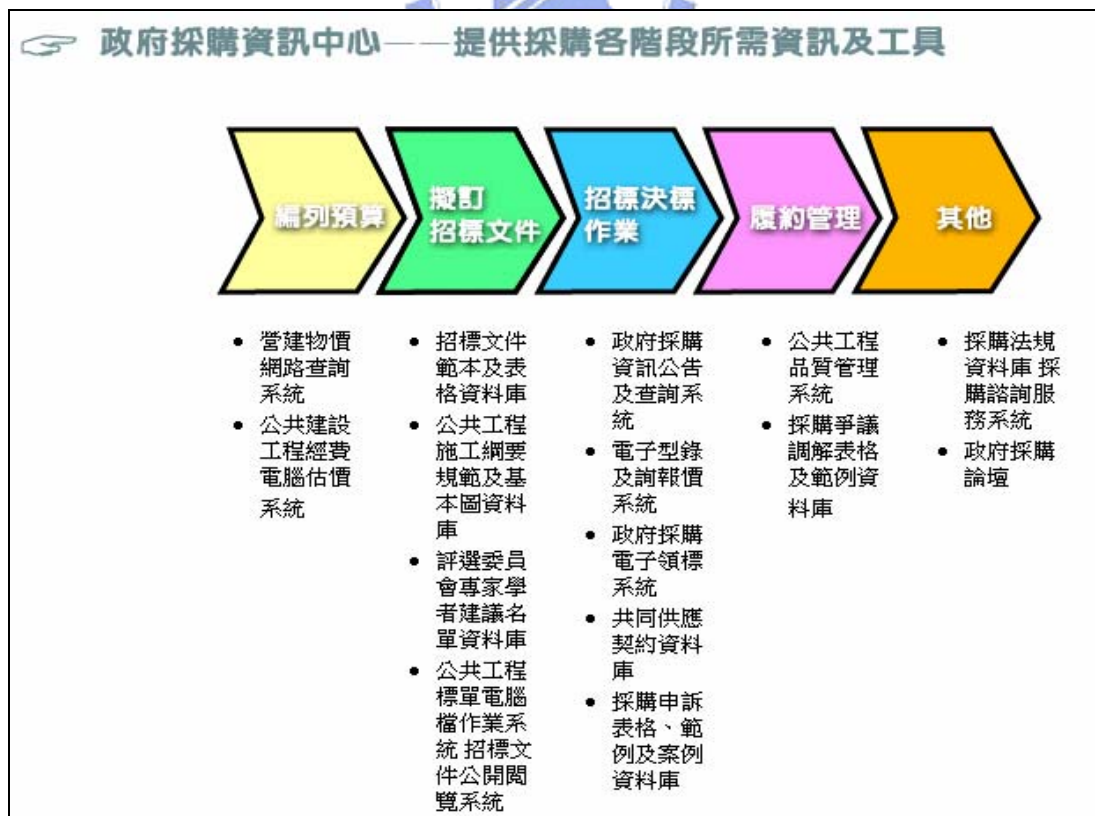 ☞ 政府採購資訊中心——提供採購各階段所需資訊及工具
編列預算
擬訂
招標文件
招標決標
作業
履約管理
其他
• 營建物價
網路查詢
系統
• 公共建設
工程經費
電腦估價
系統
• 招標文件
範本及表
格資料庫
• 公共工程
施工綱要
規範及基
本圖資料
庫
• 評選委員
會專家學
者建議名
單資料庫
• 公共工程
標單電腦
檔作業系
統 招標文
件公開閱
覽系統
• 政府採購
資訊公告
及查詢系
統
• 電子型錄
及詢報價
系統
• 政府採購
電子領標
系統
• 共同供應
契約資料
庫
• 採購申訴
表格、範
例及案例
資料庫
• 公共工程
品質管理
系統
• 採購爭議
調解表格
及範例資
料庫
• 採購法規
資料庫 採
購諮詢服
務系統
• 政府採購
論壇